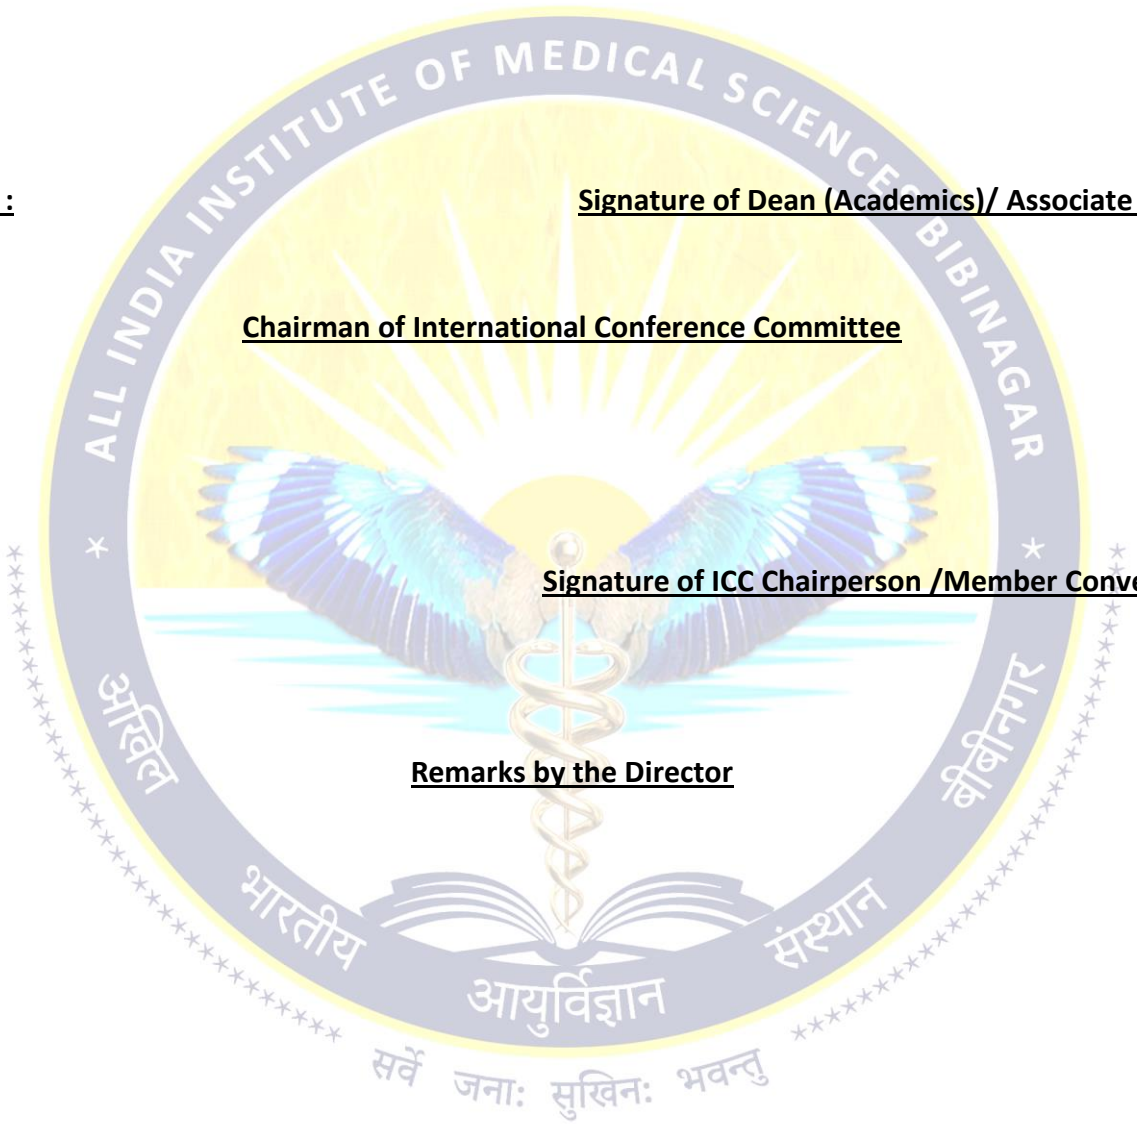 ALL INDIA INSTITUTE OF MEDICAL SCIENCES BIBINAGAR
:
Signature of Dean (Academics)/ Associate
Chairman of International Conference Committee
Signature of ICC Chairperson /Member
Remarks by the Director
अखिल भारतीय आयुर्विज्ञान संस्थान बीबीनगर
सर्वे जनाः सुखिनः भवन्तु